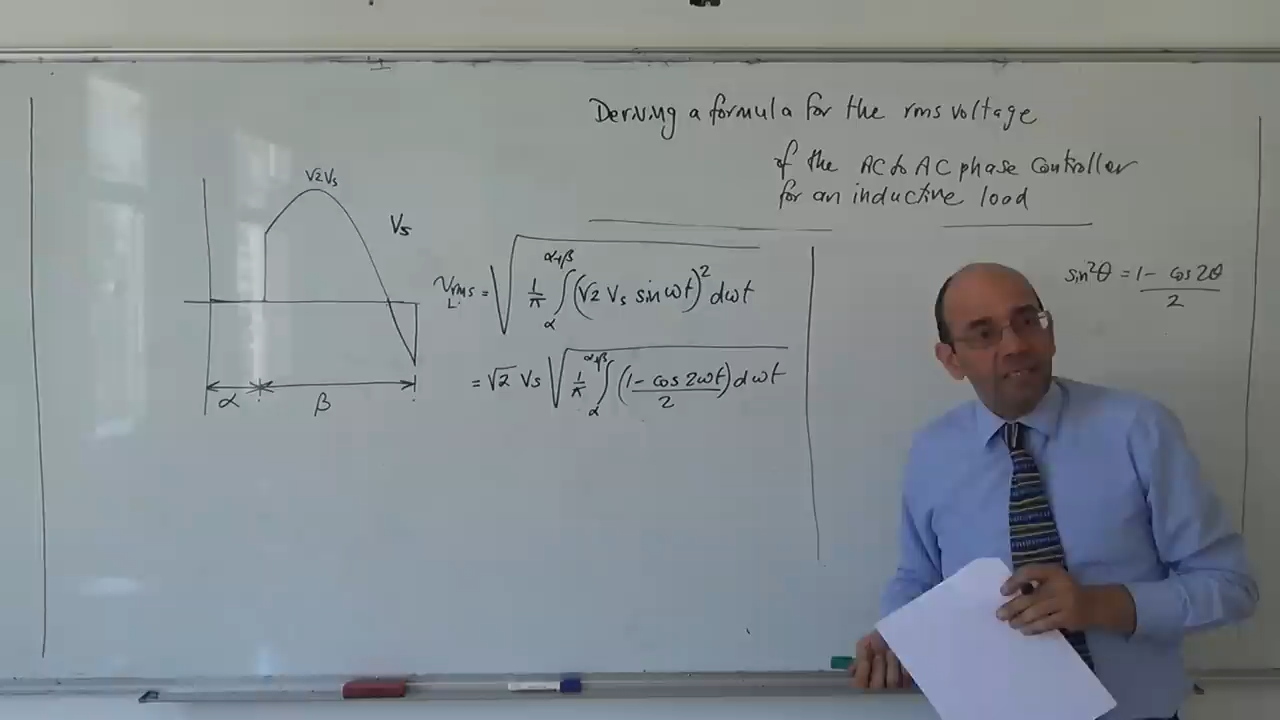 Deriving a formula for the rms voltage
of the AC to AC phase controller
for an inductive load
√2Vs
Vs
α β
Vrms L = √(1/π ∫_α^{α+β} (√2 Vs sin ωt)² dωt)
= √2 Vs √(1/π ∫_α^{α+β} (1 - cos 2ωt / 2) dωt)
sin²θ = 1 - cos 2θ / 2